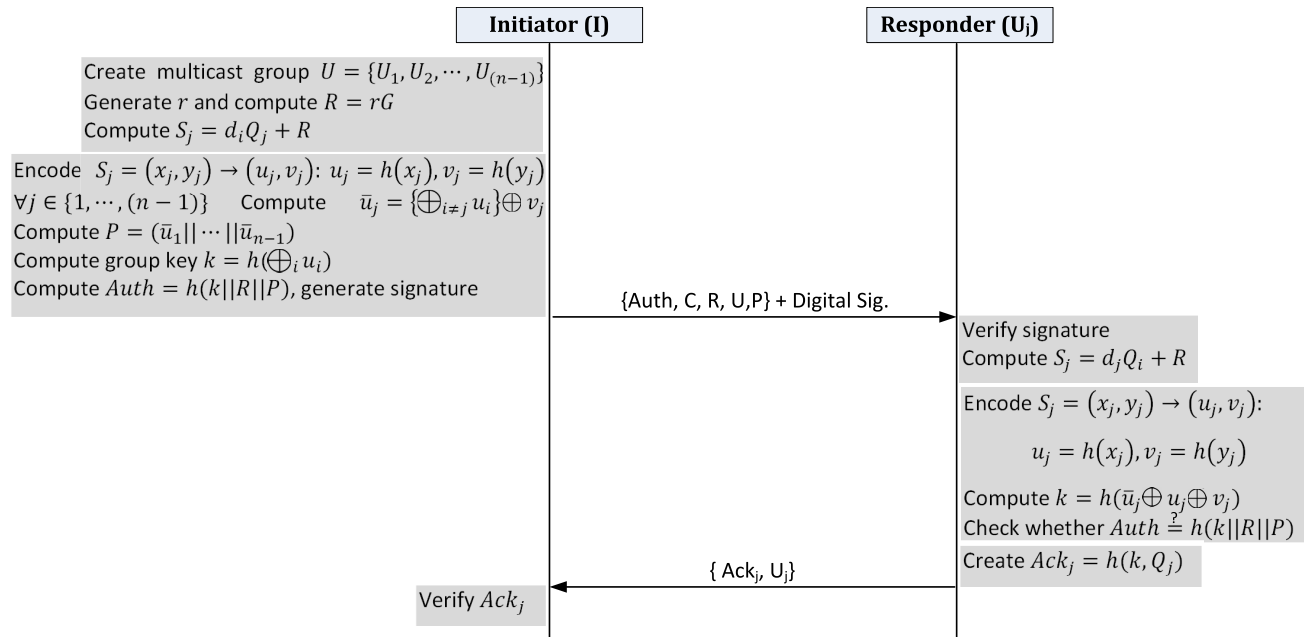 Initiator (I)
Responder (Uⱼ)
Create multicast group U = {U₁, U₂, ⋯, U₍ₙ₋₁₎}
Generate r and compute R = rG
Compute Sⱼ = dᵢQⱼ + R
Encode Sⱼ = (xⱼ, yⱼ) → (uⱼ, vⱼ): uⱼ = h(xⱼ), vⱼ = h(yⱼ)
∀j ∈ {1, ⋯, (n − 1)} Compute ūⱼ = {⊕ᵢ≠ⱼ uᵢ}⊕ vⱼ
Compute P = (ū₁|| ⋯ ||ūₙ₋₁)
Compute group key k = h(⊕ᵢ uᵢ)
Compute Auth = h(k||R||P), generate signature
{Auth, C, R, U,P} + Digital Sig.
Verify signature
Compute Sⱼ = dⱼQᵢ + R
Encode Sⱼ = (xⱼ, yⱼ) → (uⱼ, vⱼ):
uⱼ = h(xⱼ), vⱼ = h(yⱼ)
Compute k = h(ūⱼ⊕ uⱼ⊕ vⱼ)
Check whether Auth ≟ h(k||R||P)
Create Ackⱼ = h(k, Qⱼ)
{ Ackⱼ, Uⱼ}
Verify Ackⱼ